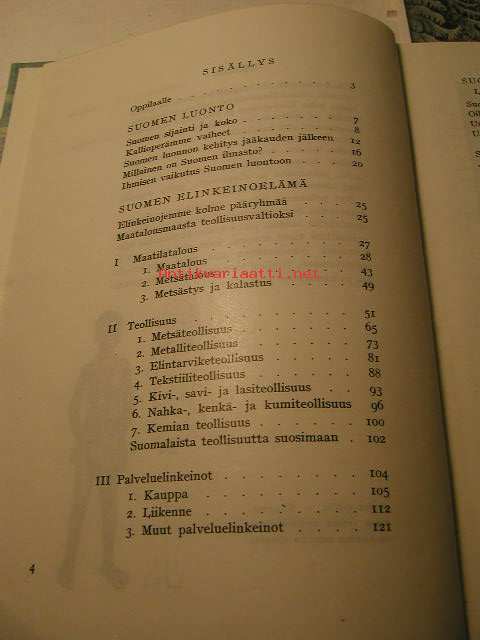 SISÄLLYS
Oppilaalle 3
SUOMEN LUONTO
Suomen sijainti ja koko 7
Kallioperämme vaiheet 8
Suomen luonnon kehitys jääkauden jälkeen 12
Millainen on Suomen ilmasto? 16
Ihmisen vaikutus Suomen luontoon 20
SUOMEN ELINKEINOELÄMÄ
Elinkeinojemme kolme pääryhmää 25
Maatalousmaasta teollisuusvaltioksi 25
I Maatilatalous 27
1. Maatalous 28
2. Metsätalous 43
3. Metsästys ja kalastus 49
antikvariaatti.net
II Teollisuus 51
1. Metsäteollisuus 65
2. Metalliteollisuus 73
3. Elintarviketeollisuus 81
4. Tekstiiliteollisuus 88
5. Kivi-, savi- ja lasiteollisuus 93
6. Nahka-, kenkä- ja kumiteollisuus 96
7. Kemian teollisuus 100
Suomalaista teollisuutta suosimaan 102
III Palveluelinkeinot 104
1. Kauppa 105
2. Liikenne 112
3. Muut palveluelinkeinot 121
4